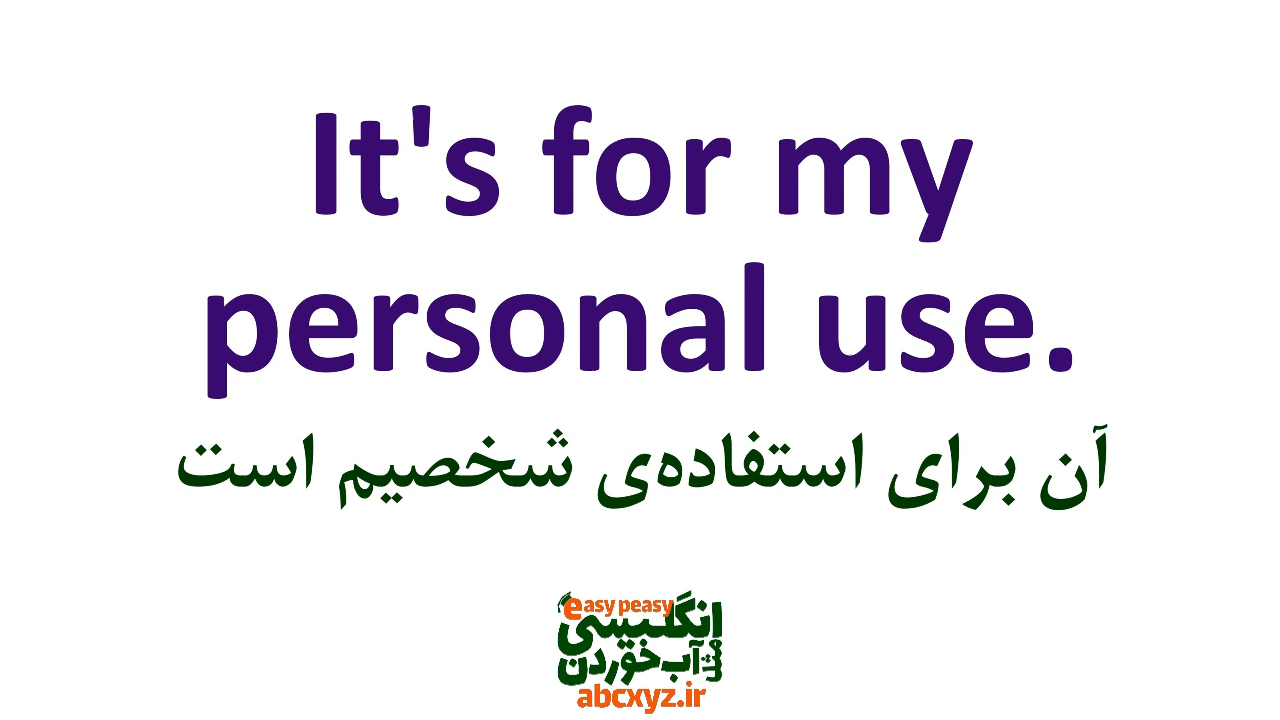 It's for my
personal use.
آن برای استفاده‌ی شخصیم است
easy peasy
انگلیسی
مثل آب خوردن
abcxyz.ir